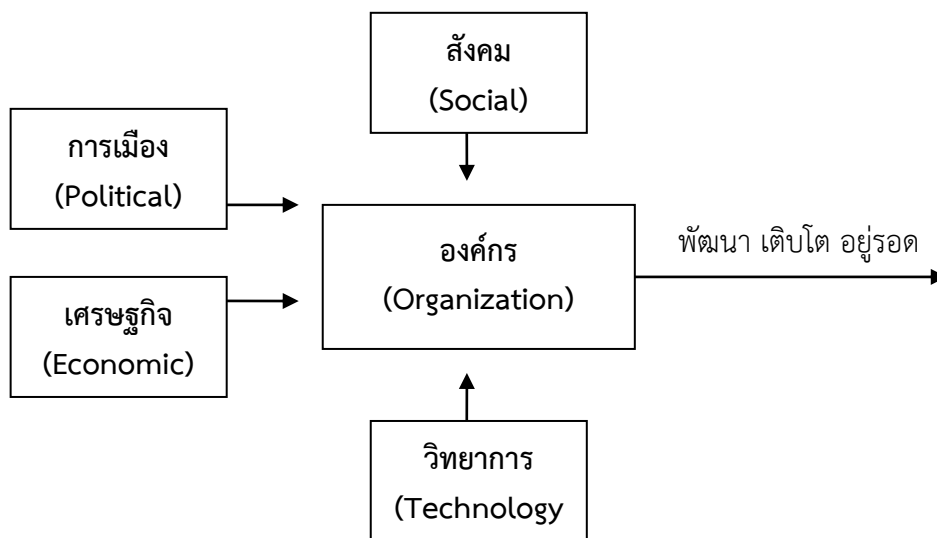 สังคม
(Social)
การเมือง
(Political)
องค์กร
(Organization)
พัฒนา เติบโต อยู่รอด
เศรษฐกิจ
(Economic)
วิทยาการ
(Technology